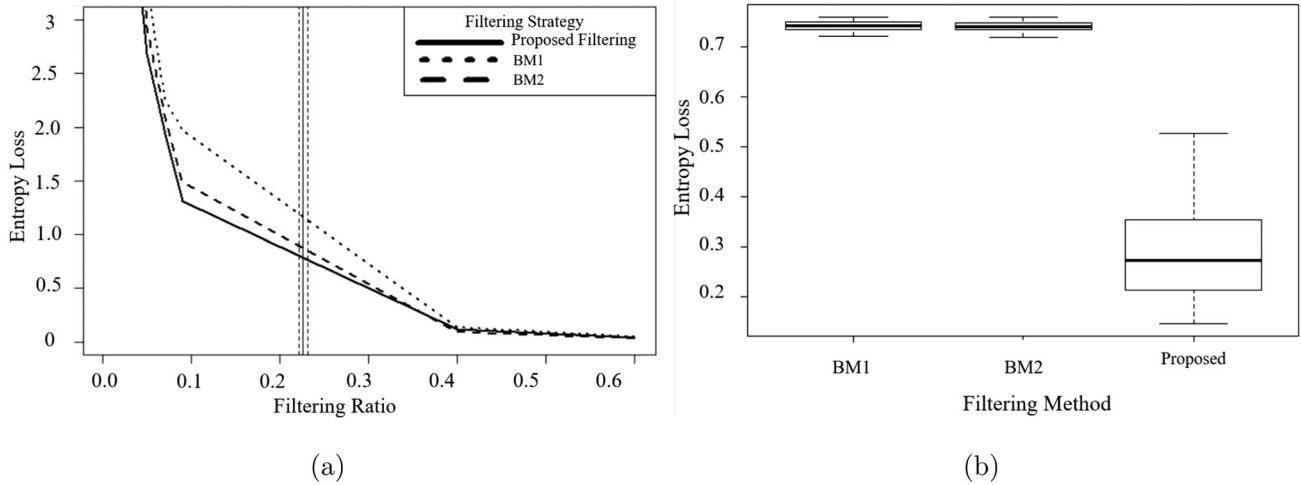 Filtering Strategy
Proposed Filtering
BM1
BM2
3
2.5
2.0
1.5
1.0
0.5
0
Entropy Loss
0.0 0.1 0.2 0.3 0.4 0.5 0.6
Filtering Ratio
(a)
0.7
0.6
0.5
0.4
0.3
0.2
Entropy Loss
BM1 BM2 Proposed
Filtering Method
(b)